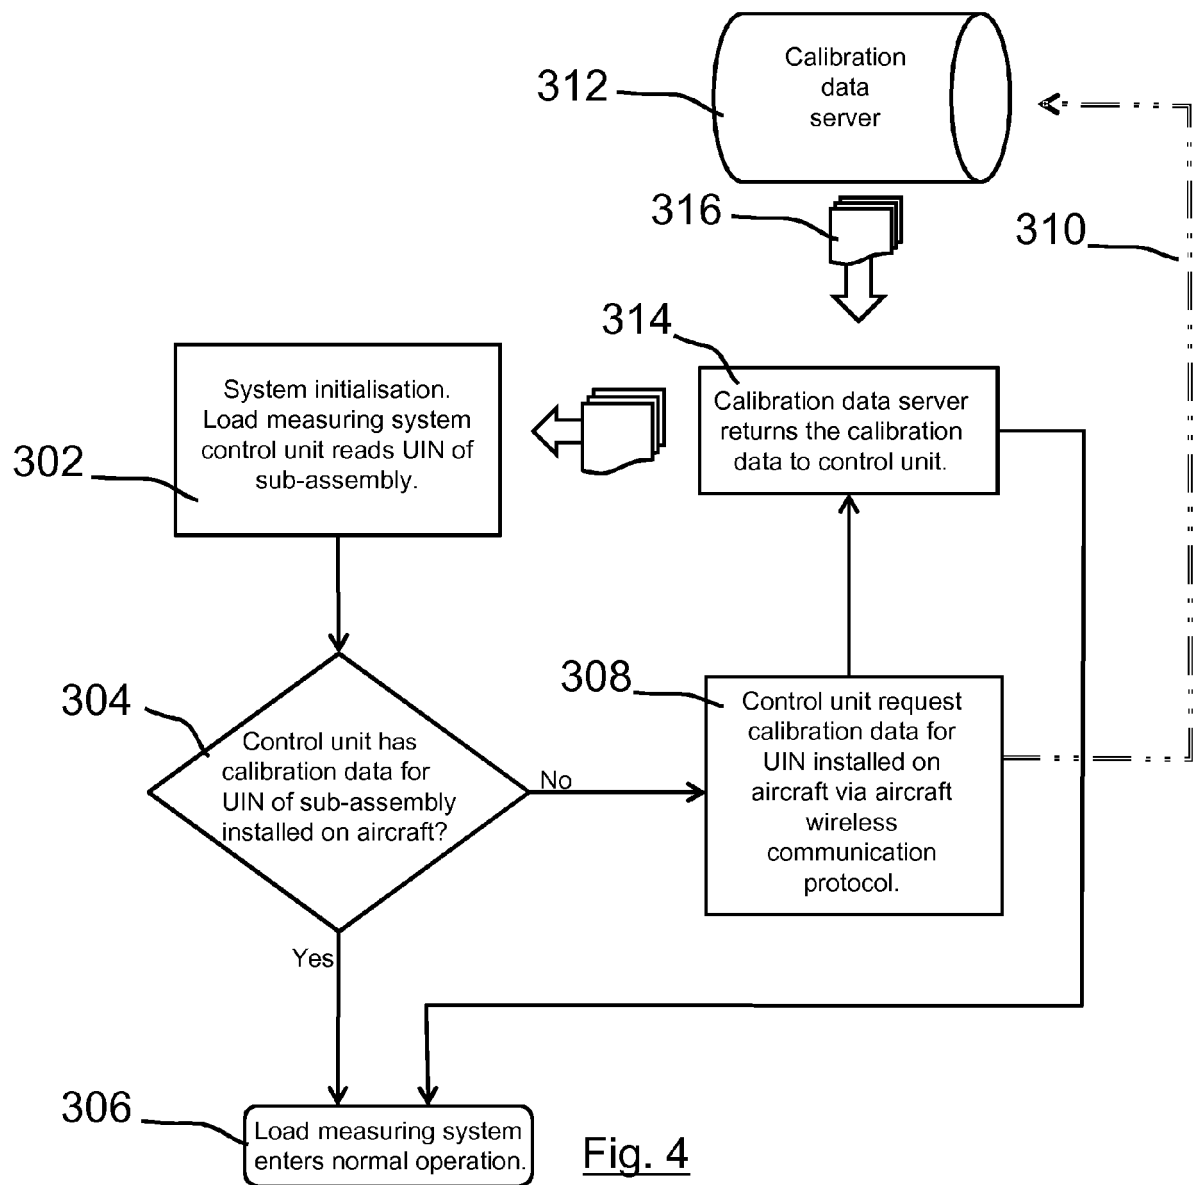 Calibration
data
server
312
316
310
314
System initialisation.
Load measuring system
control unit reads UIN of
sub-assembly.
302
Calibration data server
returns the calibration
data to control unit.
304
Control unit has
calibration data for
UIN of sub-assembly
installed on aircraft?
No
308
Control unit request
calibration data for
UIN installed on
aircraft via aircraft
wireless
communication
protocol.
Yes
306
Load measuring system
enters normal operation.
Fig. 4